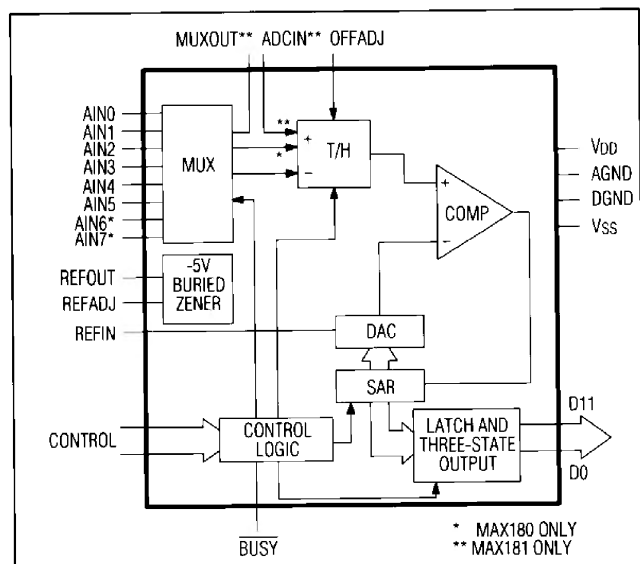 MUXOUT** ADCIN** OFFADJ
AIN0
AIN1
AIN2
AIN3
AIN4
AIN5
AIN6*
AIN7*
MUX
**
+
*
−
T/H
+
−
COMP
VDD
AGND
DGND
VSS
REFOUT
REFADJ
-5V
BURIED
ZENER
REFIN
DAC
SAR
CONTROL
CONTROL
LOGIC
LATCH AND
THREE-STATE
OUTPUT
D11
D0
BUSY
* MAX180 ONLY
** MAX181 ONLY